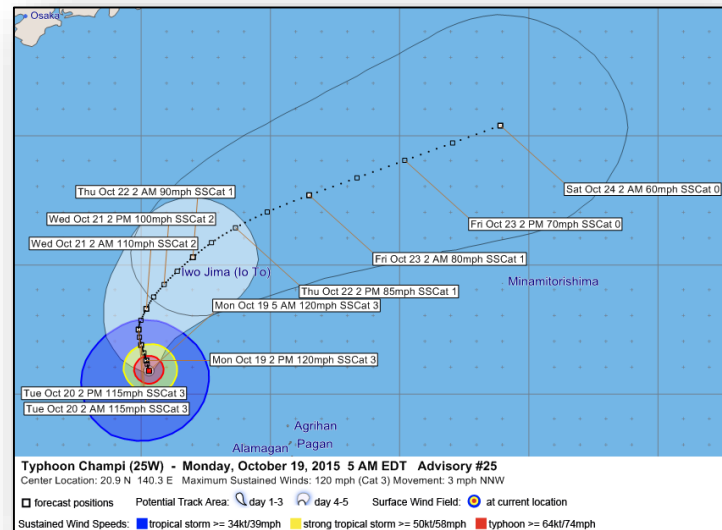 Osaka
Thu Oct 22 2 AM 90mph SSCat 1
Sat Oct 24 2 AM 60mph SSCat 0
Wed Oct 21 2 PM 100mph SSCat 2
Fri Oct 23 2 PM 70mph SSCat 0
Wed Oct 21 2 AM 110mph SSCat 2
Fri Oct 23 2 AM 80mph SSCat 1
Iwo Jima (Io To)
Minamitorishima
Thu Oct 22 2 PM 85mph SSCat 1
Mon Oct 19 5 AM 120mph SSCat 3
Mon Oct 19 2 PM 120mph SSCat 3
Tue Oct 20 2 PM 115mph SSCat 3
Tue Oct 20 2 AM 115mph SSCat 3
Agrihan
Pagan
Alamagan
Typhoon Champi (25W) - Monday, October 19, 2015 5 AM EDT Advisory #25
Center Location: 20.9 N 140.3 E Maximum Sustained Winds: 120 mph (Cat 3) Movement: 3 mph NNW
forecast positions Potential Track Area: day 1-3 day 4-5 Surface Wind Field: at current location
Sustained Wind Speeds: tropical storm >= 34kt/39mph strong tropical storm >= 50kt/58mph typhoon >= 64kt/74mph